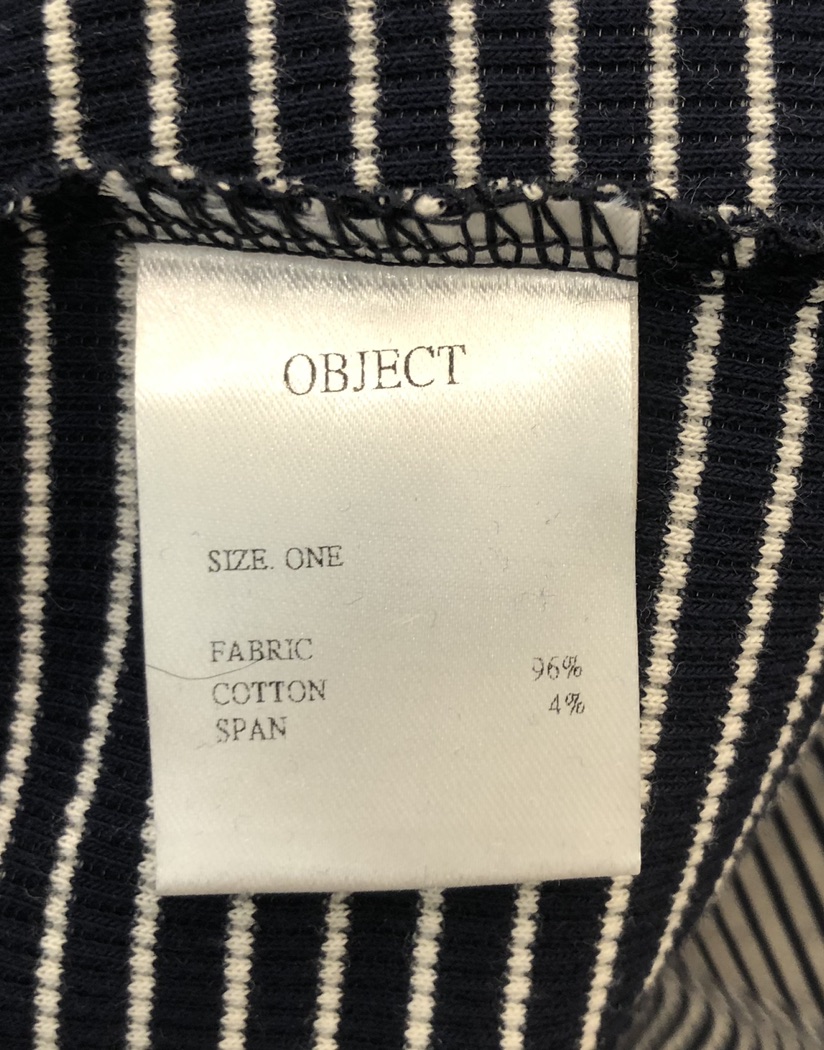 OBJECT
SIZE. ONE
FABRIC
COTTON 96%
SPAN 4%